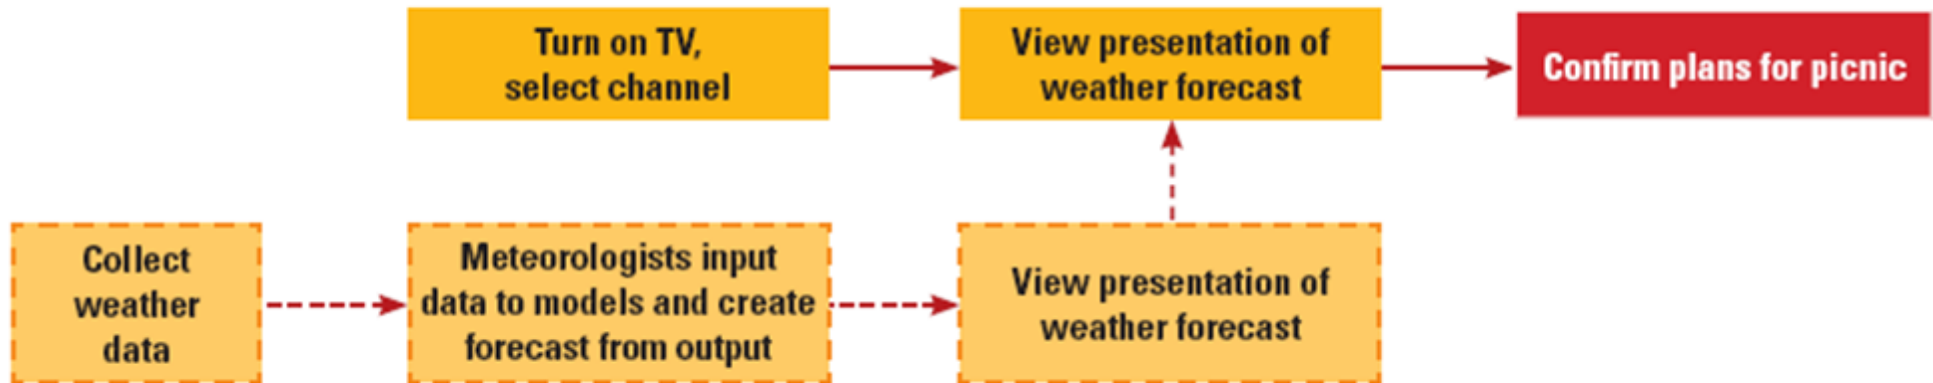 Turn on TV,
select channel
View presentation of
weather forecast
Confirm plans for picnic
Collect
weather
data
Meteorologists input
data to models and create
forecast from output
View presentation of
weather forecast